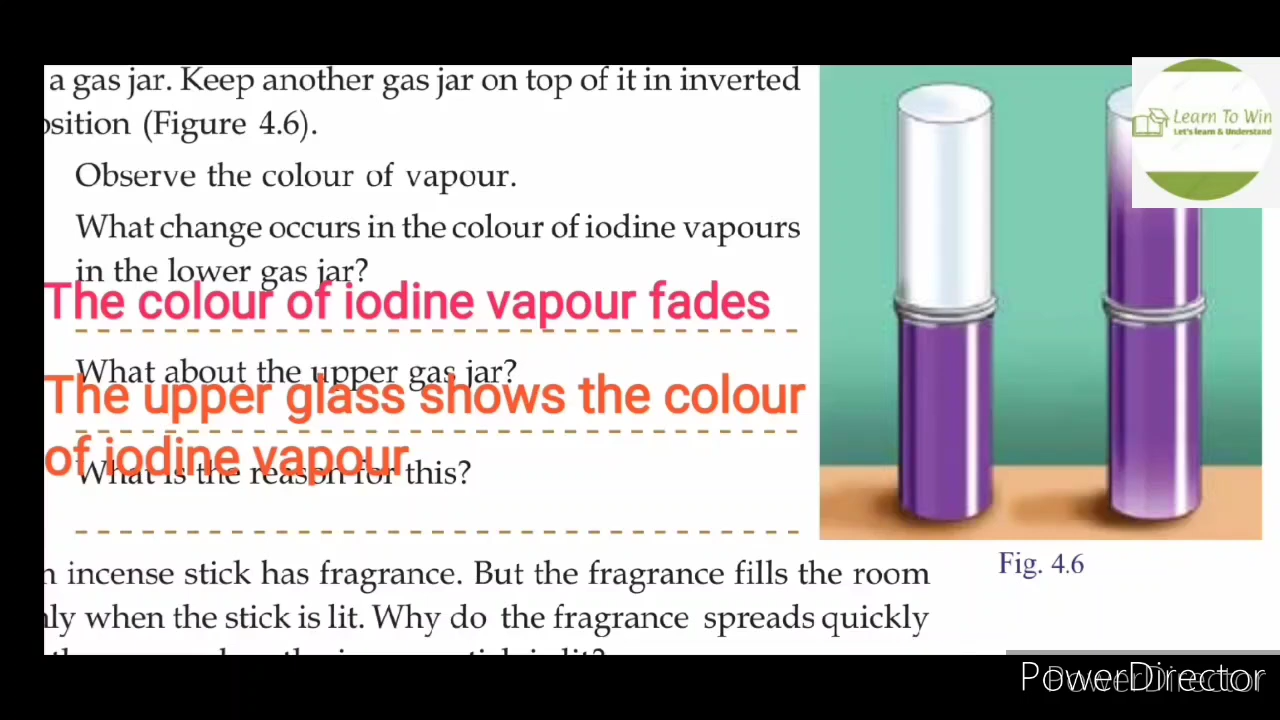 a gas jar. Keep another gas jar on top of it in inverted
osition (Figure 4.6).
Observe the colour of vapour.
What change occurs in the colour of iodine vapours
in the lower gas jar?
The colour of iodine vapour fades
What about the upper gas jar?
The upper glass shows the colour
of iodine vapour
What is the reason for this?
incense stick has fragrance. But the fragrance fills the room
ly when the stick is lit. Why do the fragrance spreads quickly
Fig. 4.6
Learn To Win
Let's learn & Understand
PowerDirector
PowerDirector